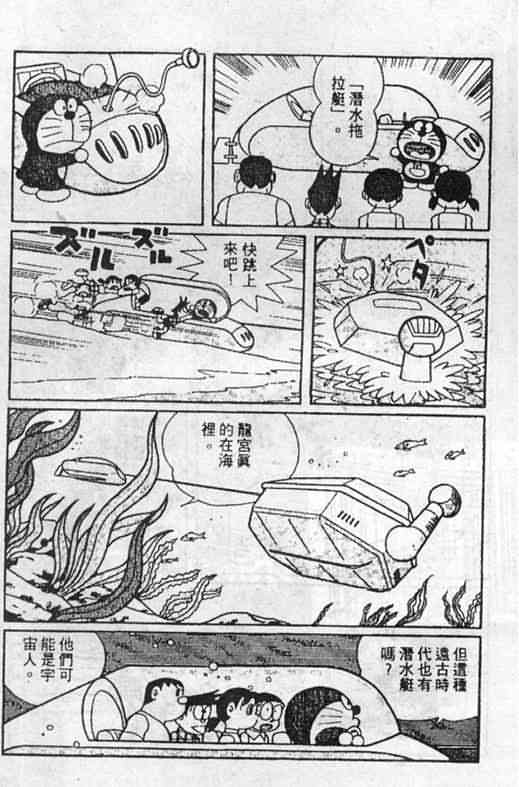 「潛水拖
拉艇」。
快跳上
來吧！
ズズ
ルール
ペタ
龍宮眞
的在海
裡。
但這種
遠古時
代也有
潛水艇
嗎？
他們可
能是宇
宙人。